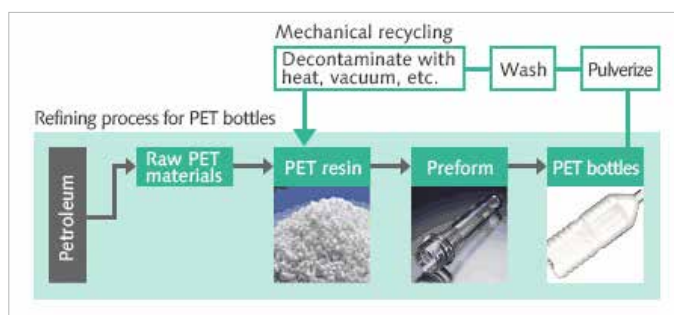 Mechanical recycling
Decontaminate with
heat, vacuum, etc.
Wash
Pulverize
Refining process for PET bottles
Petroleum
Raw PET
materials
PET resin
Preform
PET bottles